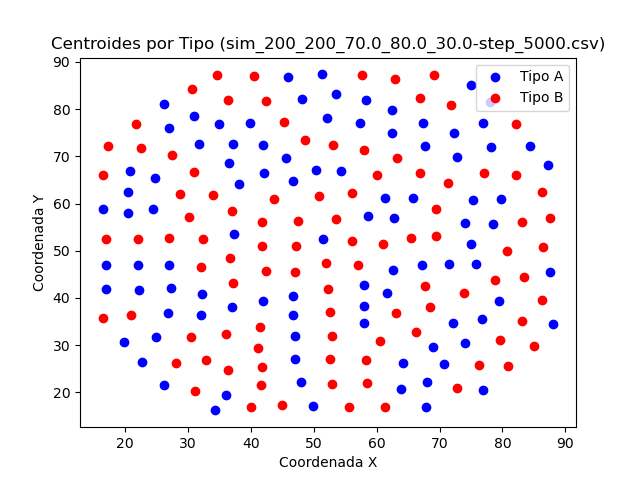 Centroides por Tipo (sim_200_200_70.0_80.0_30.0-step_5000.csv)
Tipo A
Tipo B
90
80
70
60
50
40
30
20
Coordenada Y
20 30 40 50 60 70 80 90
Coordenada X